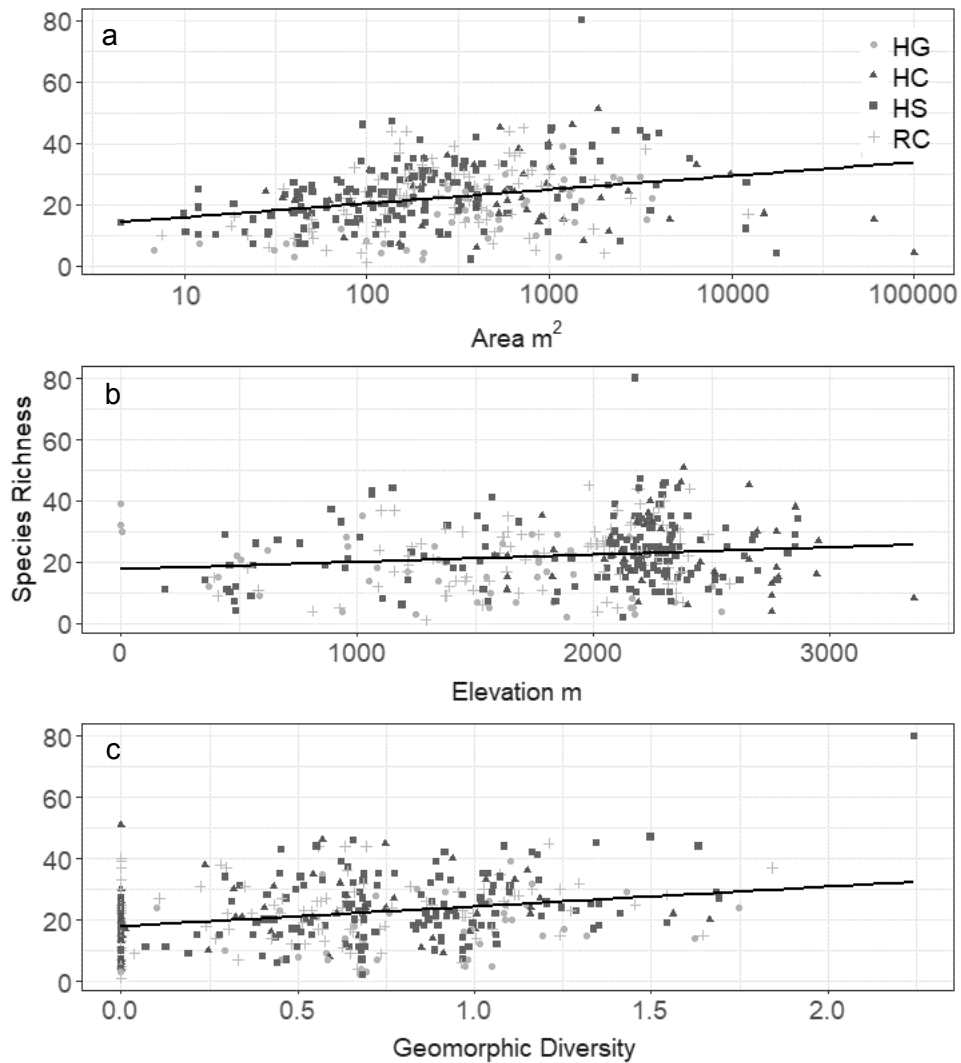 a
80
60
40
20
0
HG
HC
HS
RC
10 100 1000 10000 100000
Area m²
Species Richness
b
80
60
40
20
0
0 1000 2000 3000
Elevation m
c
80
60
40
20
0
0.0 0.5 1.0 1.5 2.0
Geomorphic Diversity